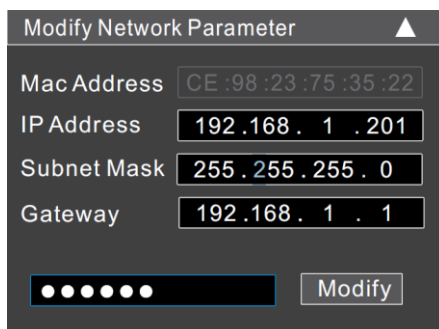 Modify Network Parameter
Mac Address CE:98:23:75:35:22
IP Address 192.168. 1 .201
Subnet Mask 255.255.255. 0
Gateway 192.168. 1 . 1
Modify